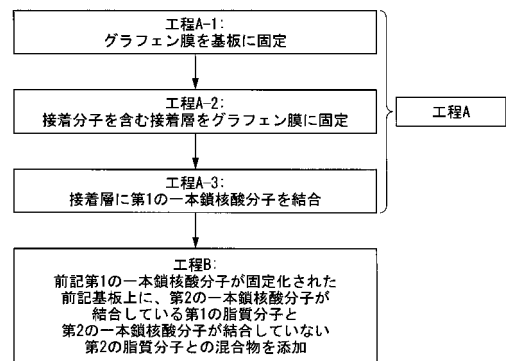 工程A-1:
グラフェン膜を基板に固定
工程A-2:
接着分子を含む接着層をグラフェン膜に固定
工程A
工程A-3:
接着層に第1の一本鎖核酸分子を結合
工程B:
前記第1の一本鎖核酸分子が固定化された
前記基板上に、第2の一本鎖核酸分子が
結合している第1の脂質分子と
第2の一本鎖核酸分子が結合していない
第2の脂質分子との混合物を添加